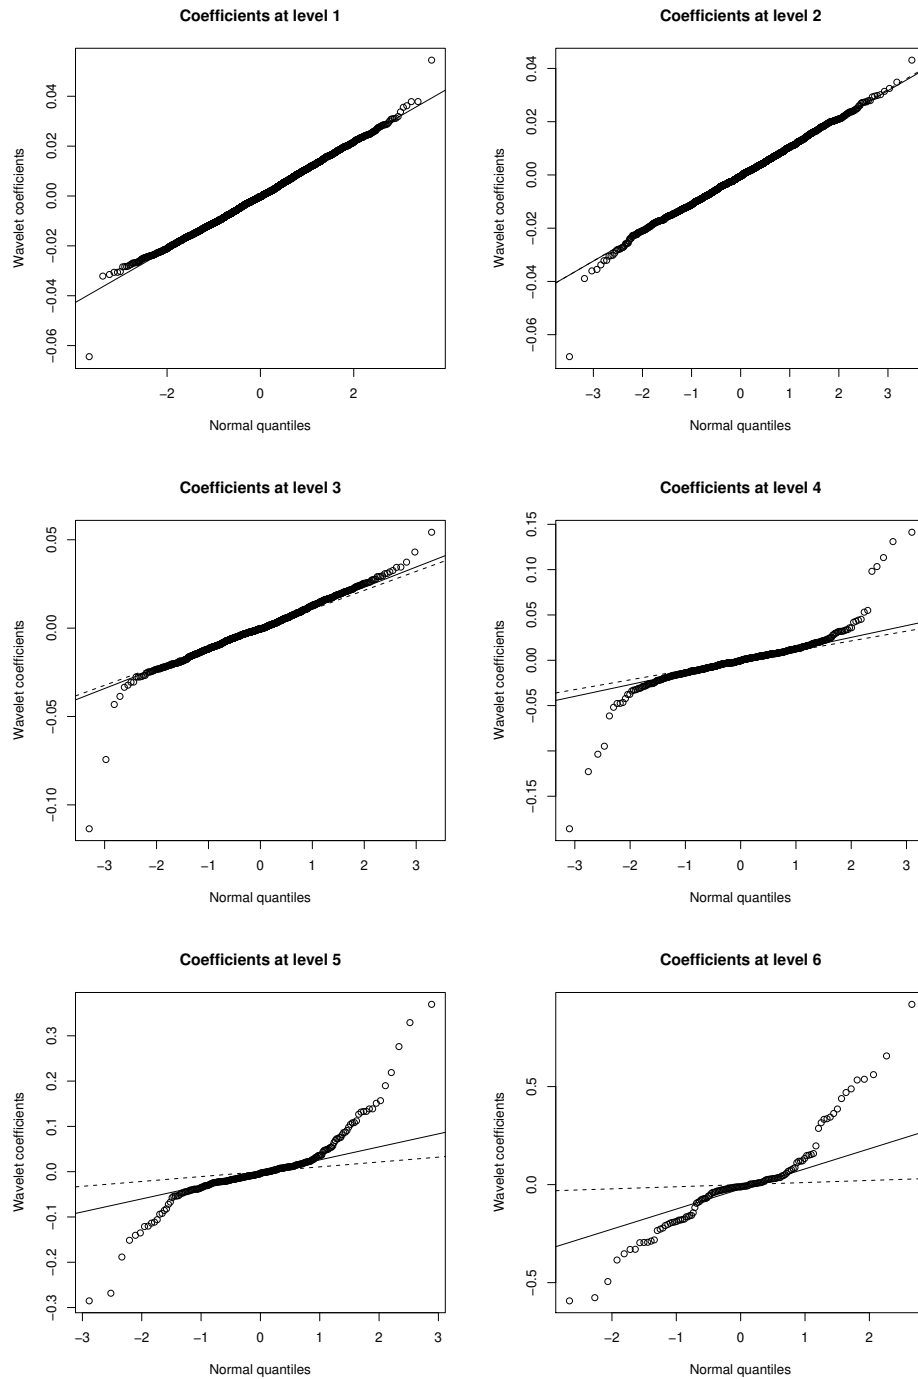 Coefficients at level 1
Wavelet coefficients
0.04
0.02
0.00
−0.02
−0.04
−0.06
−2 0 2
Normal quantiles
Coefficients at level 2
Wavelet coefficients
0.04
0.02
0.00
−0.02
−0.04
−0.06
−3 −2 −1 0 1 2 3
Normal quantiles
Coefficients at level 3
Wavelet coefficients
0.05
0.00
−0.05
−0.10
−3 −2 −1 0 1 2 3
Normal quantiles
Coefficients at level 4
Wavelet coefficients
0.15
0.10
0.05
0.00
−0.05
−0.15
−3 −2 −1 0 1 2 3
Normal quantiles
Coefficients at level 5
Wavelet coefficients
0.3
0.2
0.1
0.0
−0.1
−0.2
−0.3
−3 −2 −1 0 1 2 3
Normal quantiles
Coefficients at level 6
Wavelet coefficients
0.5
0.0
−0.5
−2 −1 0 1 2
Normal quantiles